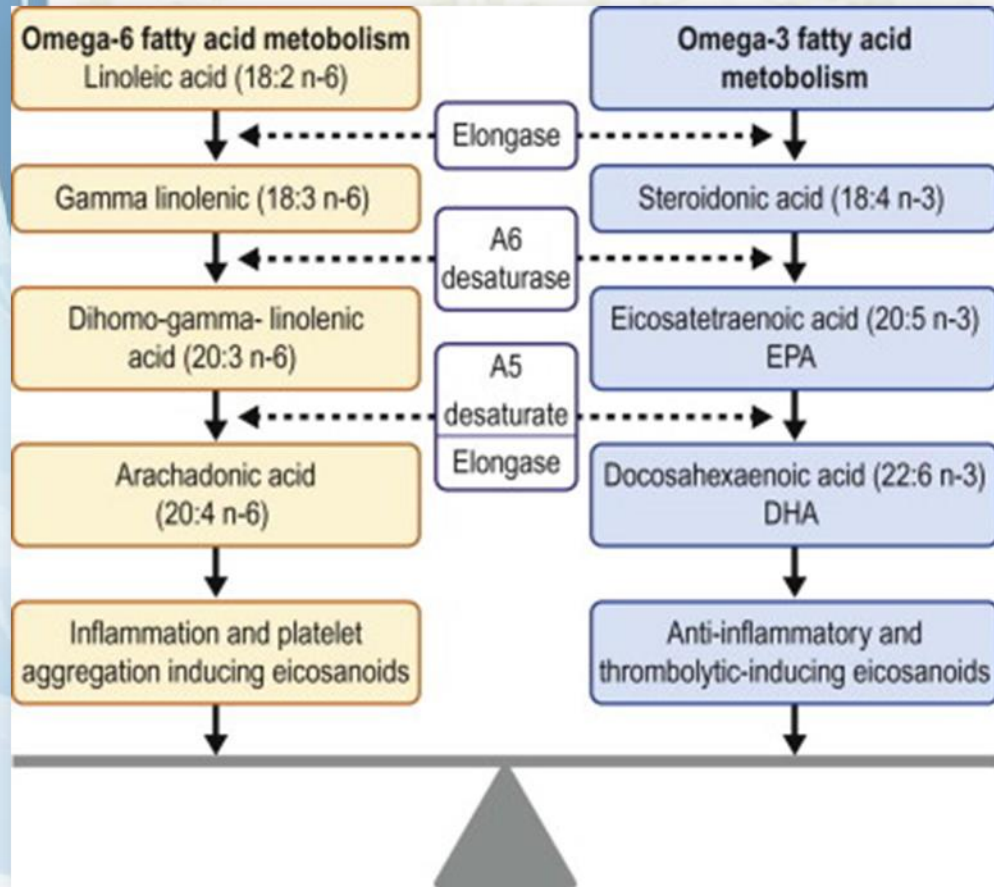 Omega-6 fatty acid metobolism
Linoleic acid (18:2 n-6)
Omega-3 fatty acid
metobolism
Elongase
Gamma linolenic (18:3 n-6)
Steroidonic acid (18:4 n-3)
A6
desaturase
Dihomo-gamma- linolenic
acid (20:3 n-6)
Eicosatetraenoic acid (20:5 n-3)
EPA
A5
desaturate
Elongase
Arachadonic acid
(20:4 n-6)
Docosahexaenoic acid (22:6 n-3)
DHA
Inflammation and platelet
aggregation inducing eicosanoids
Anti-inflammatory and
thrombolytic-inducing eicosanoids